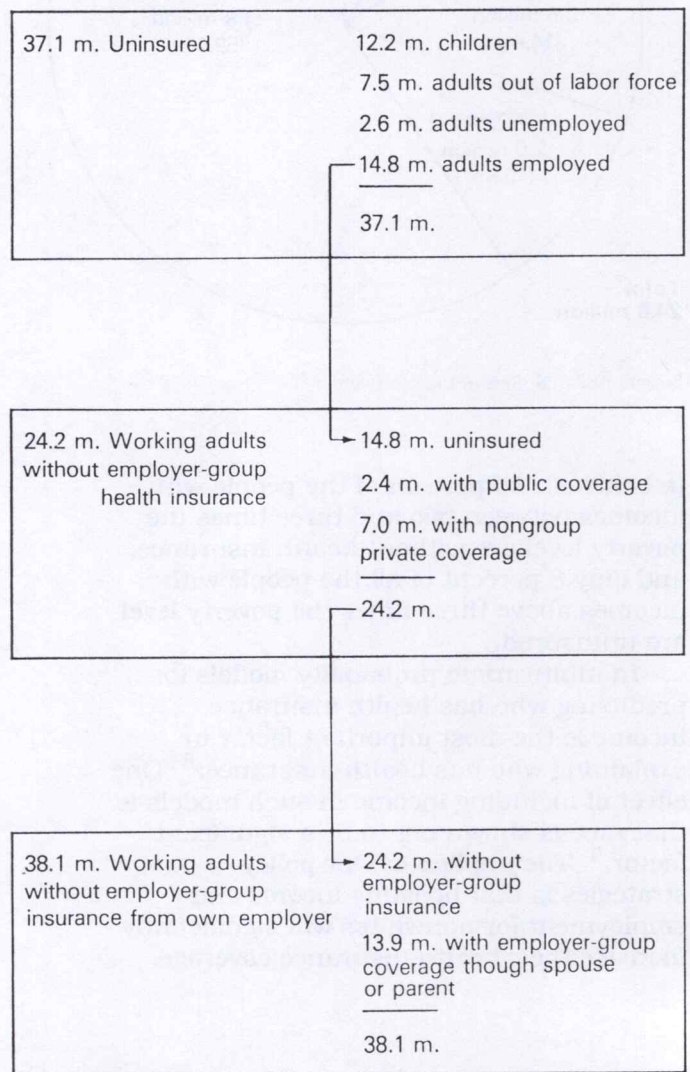 37.1 m. Uninsured
12.2 m. children
7.5 m. adults out of labor force
2.6 m. adults unemployed
14.8 m. adults employed
37.1 m.
24.2 m. Working adults
without employer-group
health insurance
14.8 m. uninsured
2.4 m. with public coverage
7.0 m. with nongroup
private coverage
24.2 m.
38.1 m. Working adults
without employer-group
insurance from own employer
24.2 m. without
employer-group
insurance
13.9 m. with employer-group
coverage though spouse
or parent
38.1 m.